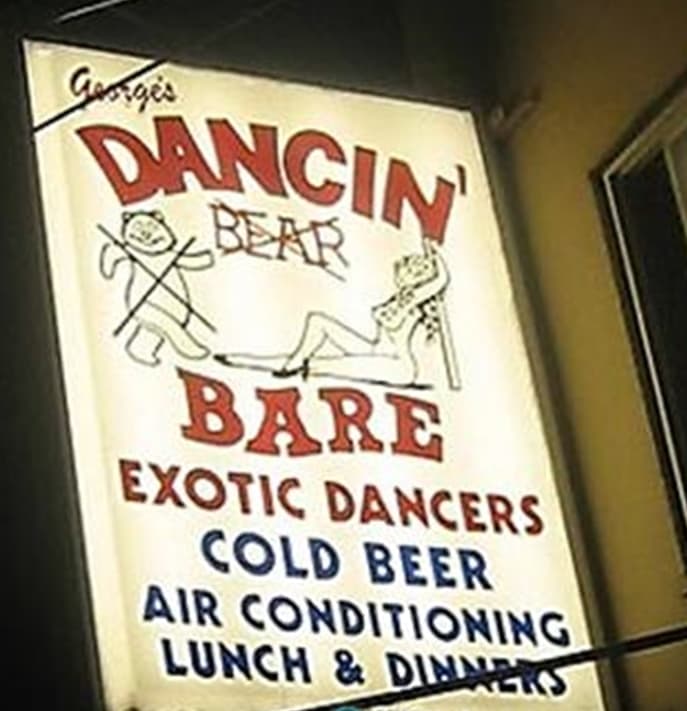 George's
DANCIN'
BEAR
BARE
EXOTIC DANCERS
COLD BEER
AIR CONDITIONING
LUNCH & DINNERS